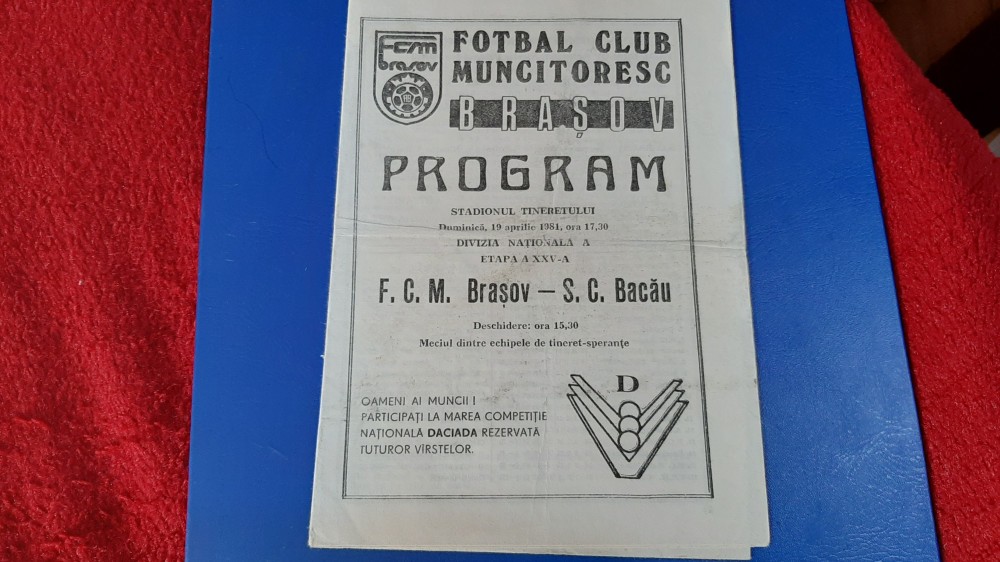 FCM
brasov
FOTBAL CLUB
MUNCITORESC
BRAȘOV
PROGRAM
STADIONUL TINERETULUI
Duminică, 19 aprilie 1981, ora 17,30
DIVIZIA NAȚIONALĂ A
ETAPA A XXV-A
F. C. M. Brașov — S. C. Bacău
Deschidere: ora 15,30
Meciul dintre echipele de tineret-speranțe
D
OAMENI AI MUNCII !
PARTICIPAȚI LA MAREA COMPETIȚIE
NAȚIONALĂ DACIADA REZERVATĂ
TUTUROR VÎRSTELOR.